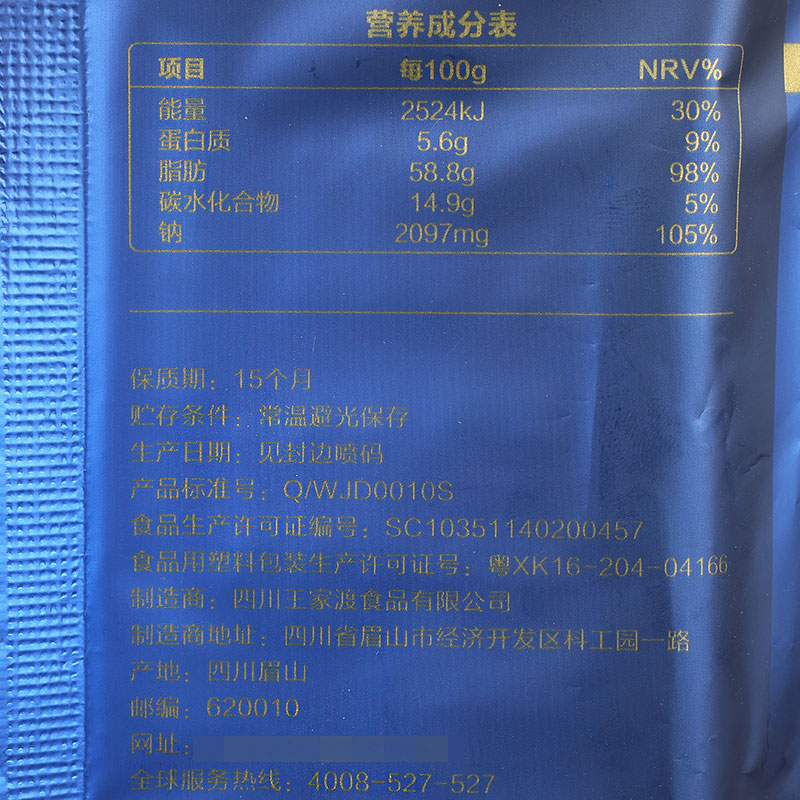 营养成分表
项目 每100g NRV%
能量 2524kJ 30%
蛋白质 5.6g 9%
脂肪 58.8g 98%
碳水化合物 14.9g 5%
钠 2097mg 105%
保质期：15个月
贮存条件：常温避光保存
生产日期：见封边喷码
产品标准号：Q/WJD0010S
食品生产许可证编号：SC10351140200457
食品用塑料包装生产许可证号：粤XK16-204-04166
制造商：四川王家渡食品有限公司
制造商地址：四川省眉山市经济开发区科工园一路
产地：四川眉山
邮编：620010
网址：
全球服务热线：4008-527-527